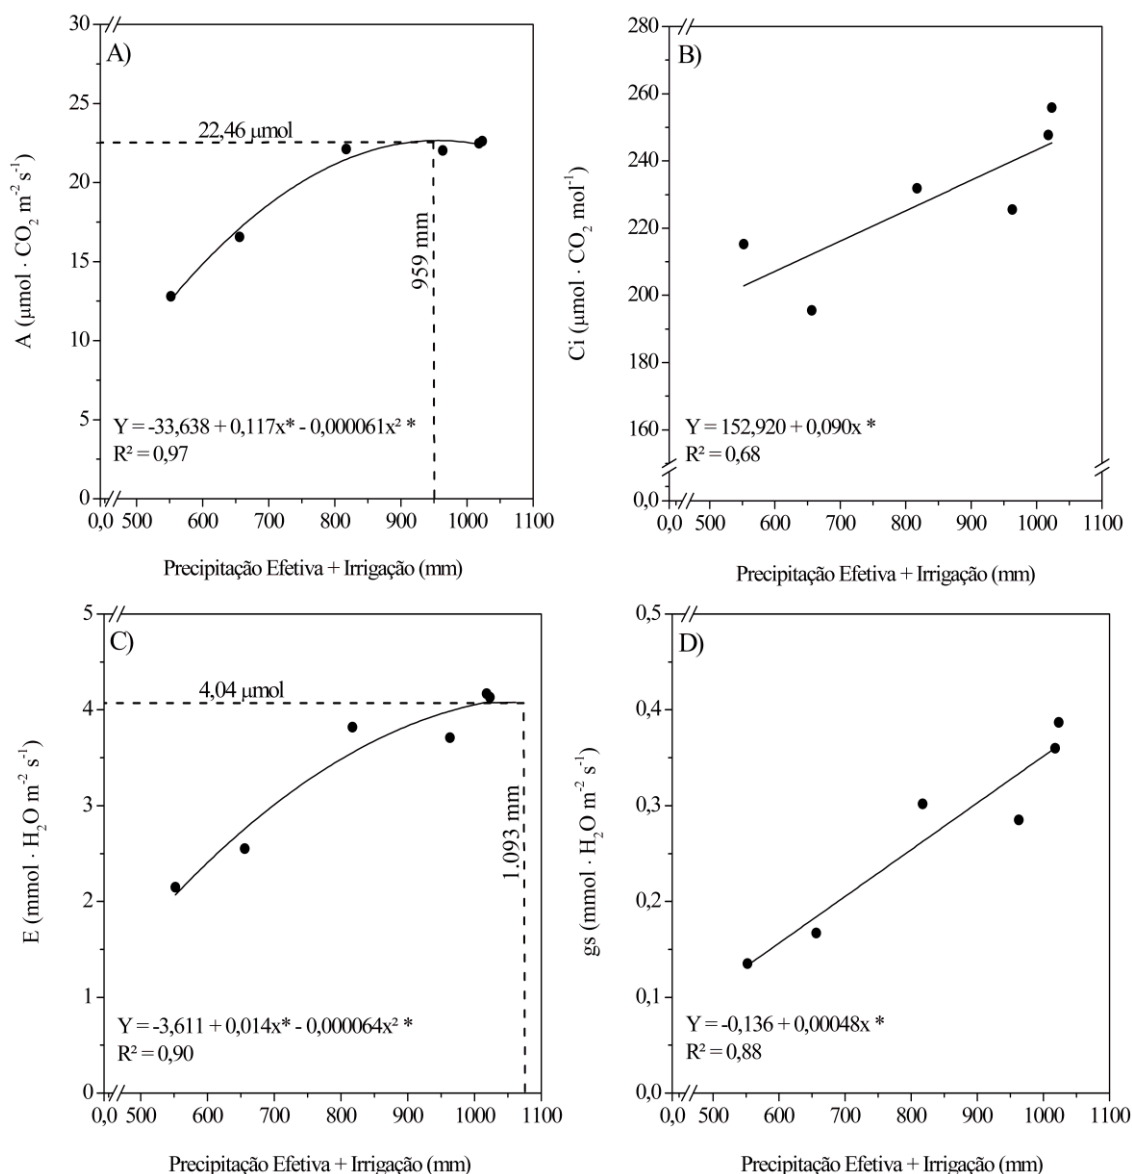 A)
30
25
20
15
10
5
0
A (μmol · CO₂ m⁻² s⁻¹)
22,46 μmol
959 mm
Y = -33,638 + 0,117x* - 0,000061x² *
R² = 0,97
0,0 500 600 700 800 900 1000 1100
Precipitação Efetiva + Irrigação (mm)
B)
280
260
240
220
200
180
160
0,0
Ci (μmol · CO₂ mol⁻¹)
Y = 152,920 + 0,090x *
R² = 0,68
0,0 500 600 700 800 900 1000 1100
Precipitação Efetiva + Irrigação (mm)
C)
5
4
3
2
1
0
E (mmol · H₂O m⁻² s⁻¹)
4,04 μmol
1.093 mm
Y = -3,611 + 0,014x* - 0,000064x² *
R² = 0,90
0,0 500 600 700 800 900 1000 1100
Precipitação Efetiva + Irrigação (mm)
D)
0,5
0,4
0,3
0,2
0,1
0,0
gs (mmol · H₂O m⁻² s⁻¹)
Y = -0,136 + 0,00048x *
R² = 0,88
0,0 500 600 700 800 900 1000 1100
Precipitação Efetiva + Irrigação (mm)